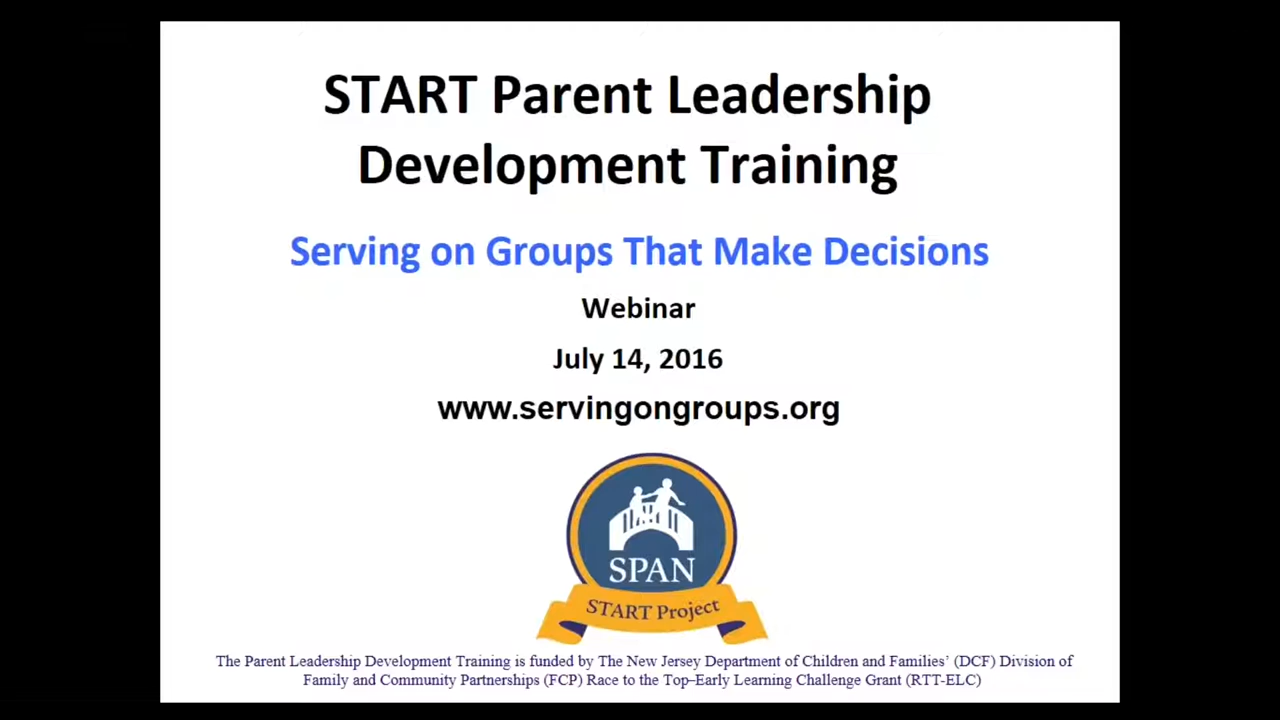 START Parent Leadership
Development Training
Serving on Groups That Make Decisions
Webinar
July 14, 2016
www.servingongroups.org
SPAN
START Project
The Parent Leadership Development Training is funded by The New Jersey Department of Children and Families’ (DCF) Division of
Family and Community Partnerships (FCP) Race to the Top–Early Learning Challenge Grant (RTT-ELC)